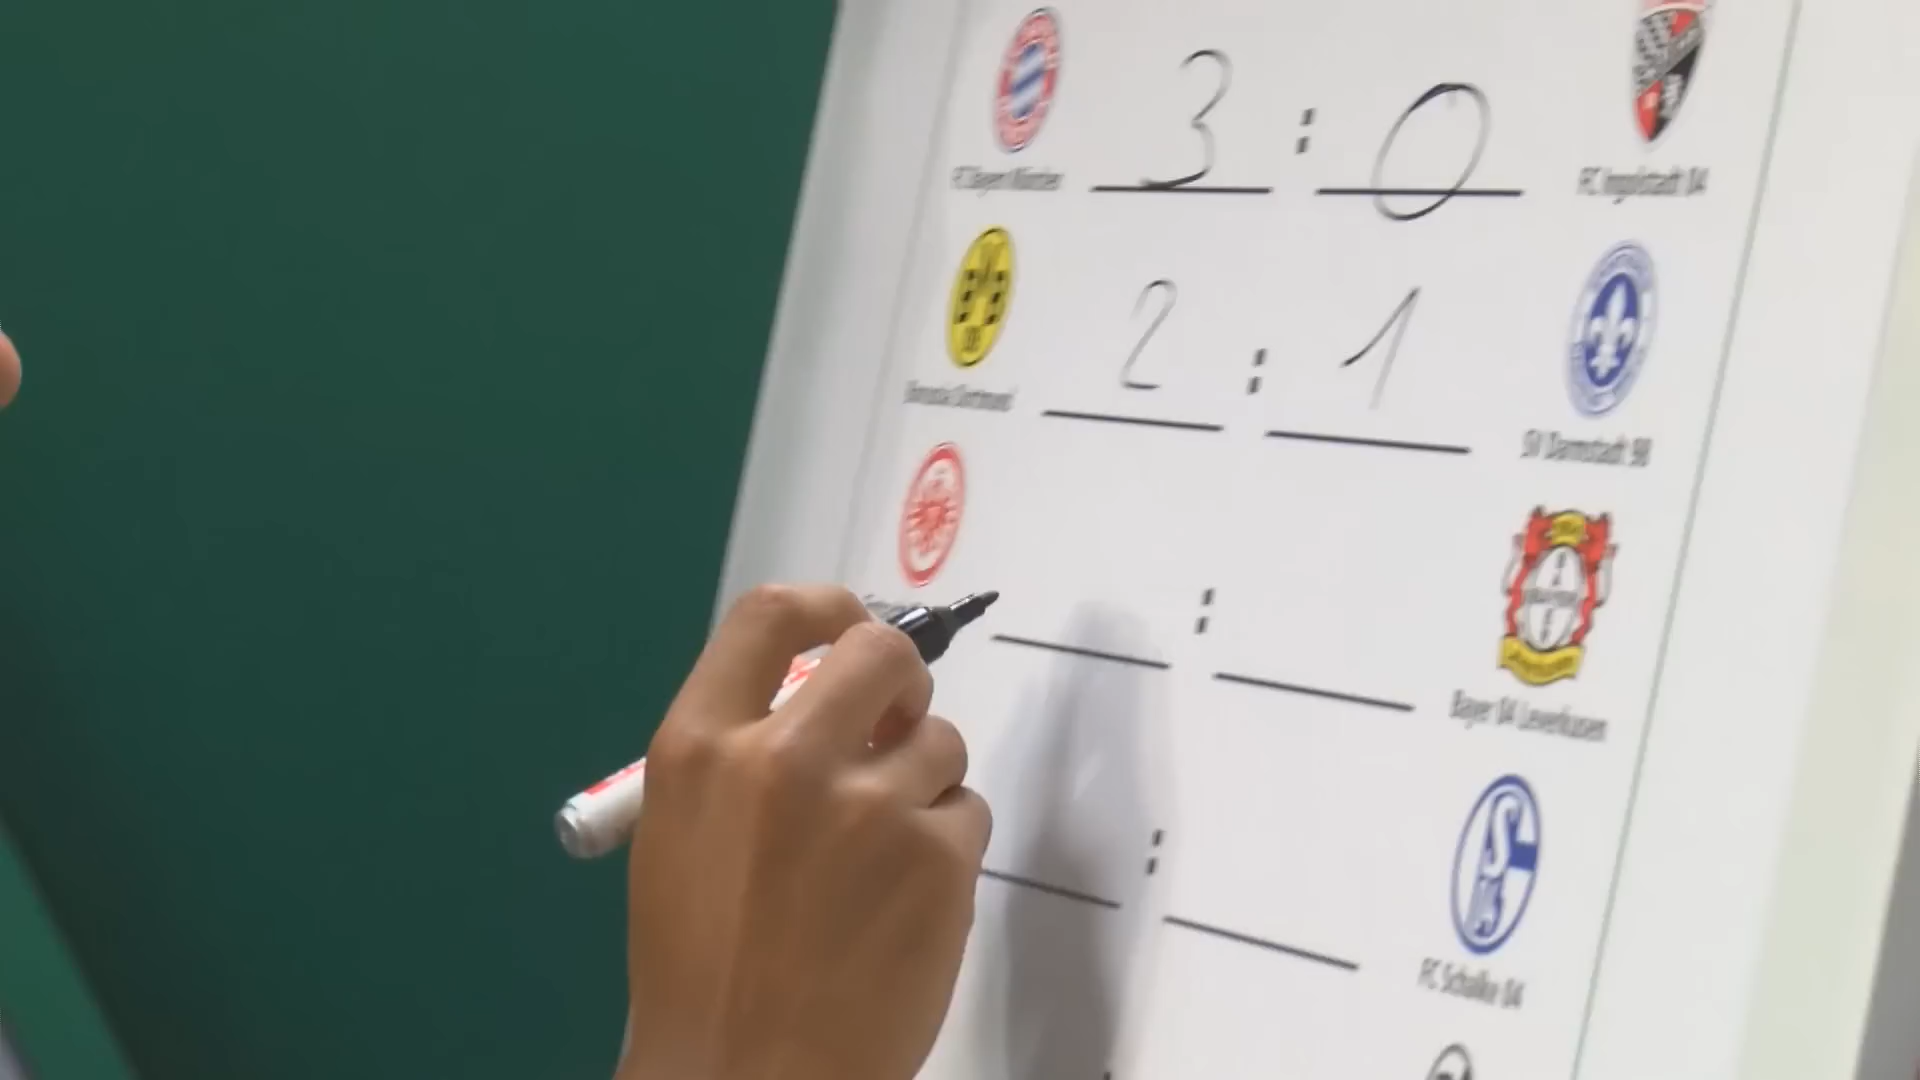 3 : 0
FC Bayern München FC Ingolstadt 04
2 : 1
Borussia Dortmund SV Darmstadt 98
:
Bayer 04 Leverkusen
:
FC Schalke 04